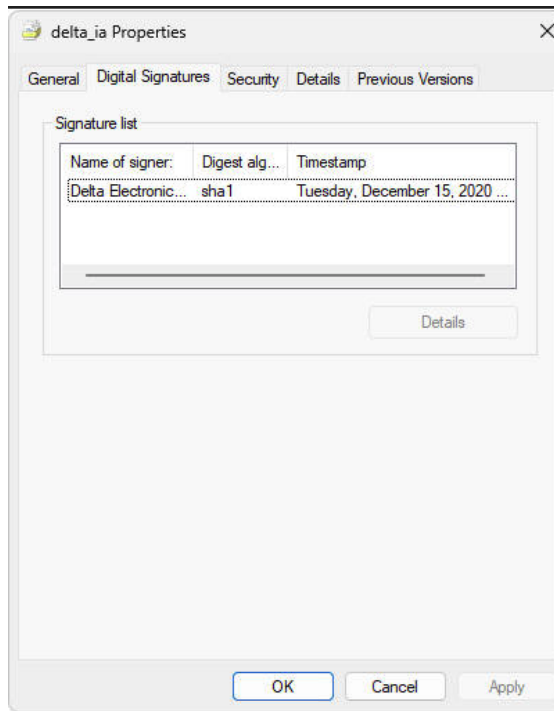 delta_ia Properties
General Digital Signatures Security Details Previous Versions
Signature list
Name of signer: Digest alg... Timestamp
Delta Electronic... sha1 Tuesday, December 15, 2020 ...
Details
OK Cancel Apply